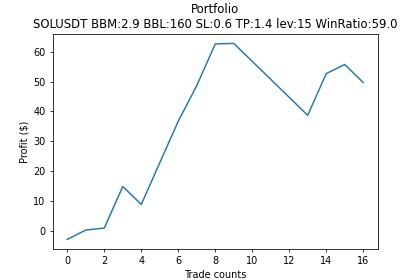 Portfolio
SOLUSDT BBM:2.9 BBL:160 SL:0.6 TP:1.4 lev:15 WinRatio:59.0
60
50
40
30
20
10
0
Profit ($)
0 2 4 6 8 10 12 14 16
Trade counts